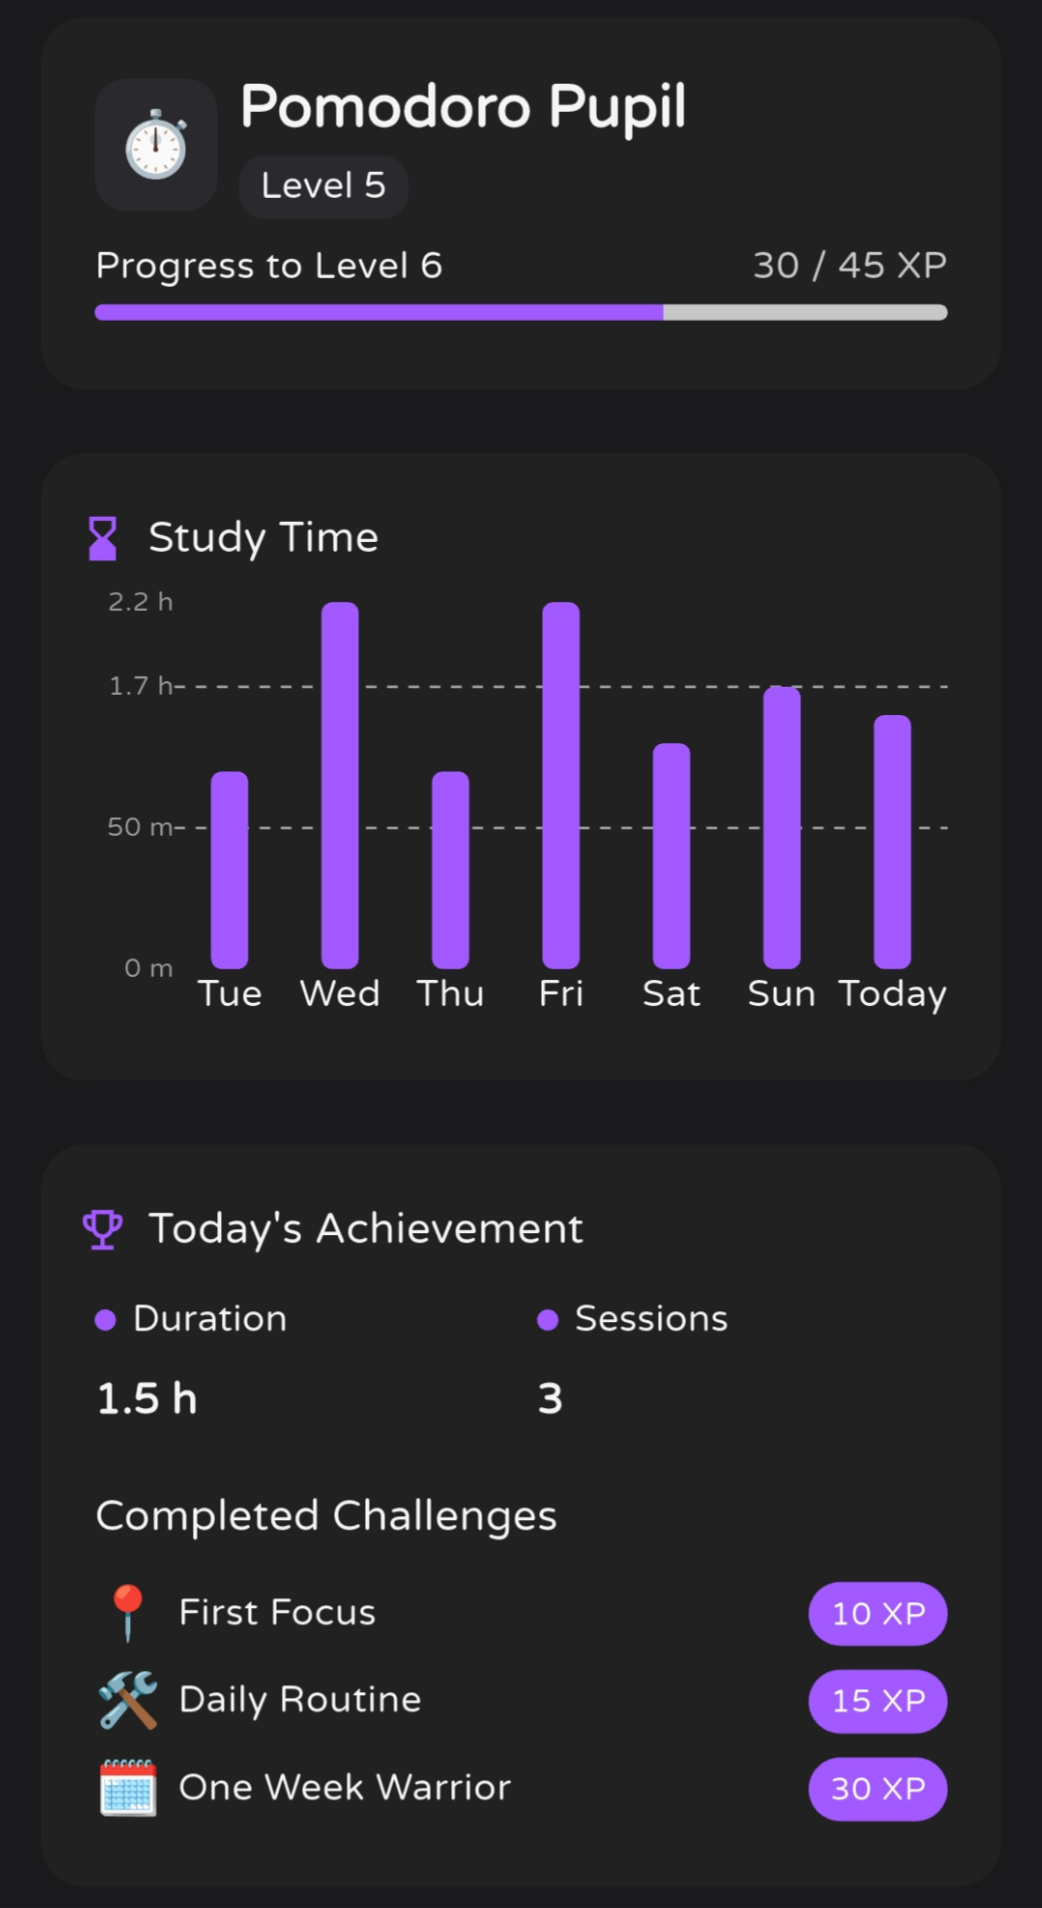 Pomodoro Pupil
Level 5
Progress to Level 6 30 / 45 XP
Study Time
2.2 h
1.7 h
50 m
0 m
Tue Wed Thu Fri Sat Sun Today
Today's Achievement
Duration Sessions
1.5 h 3
Completed Challenges
First Focus 10 XP
Daily Routine 15 XP
One Week Warrior 30 XP